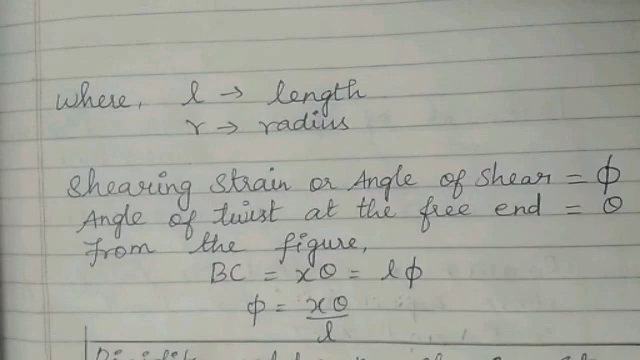 where, l → length
r → radius
Shearing strain or Angle of shear = ϕ
Angle of twist at the free end = θ
from the figure,
BC = xθ = lϕ
ϕ = xθ/l